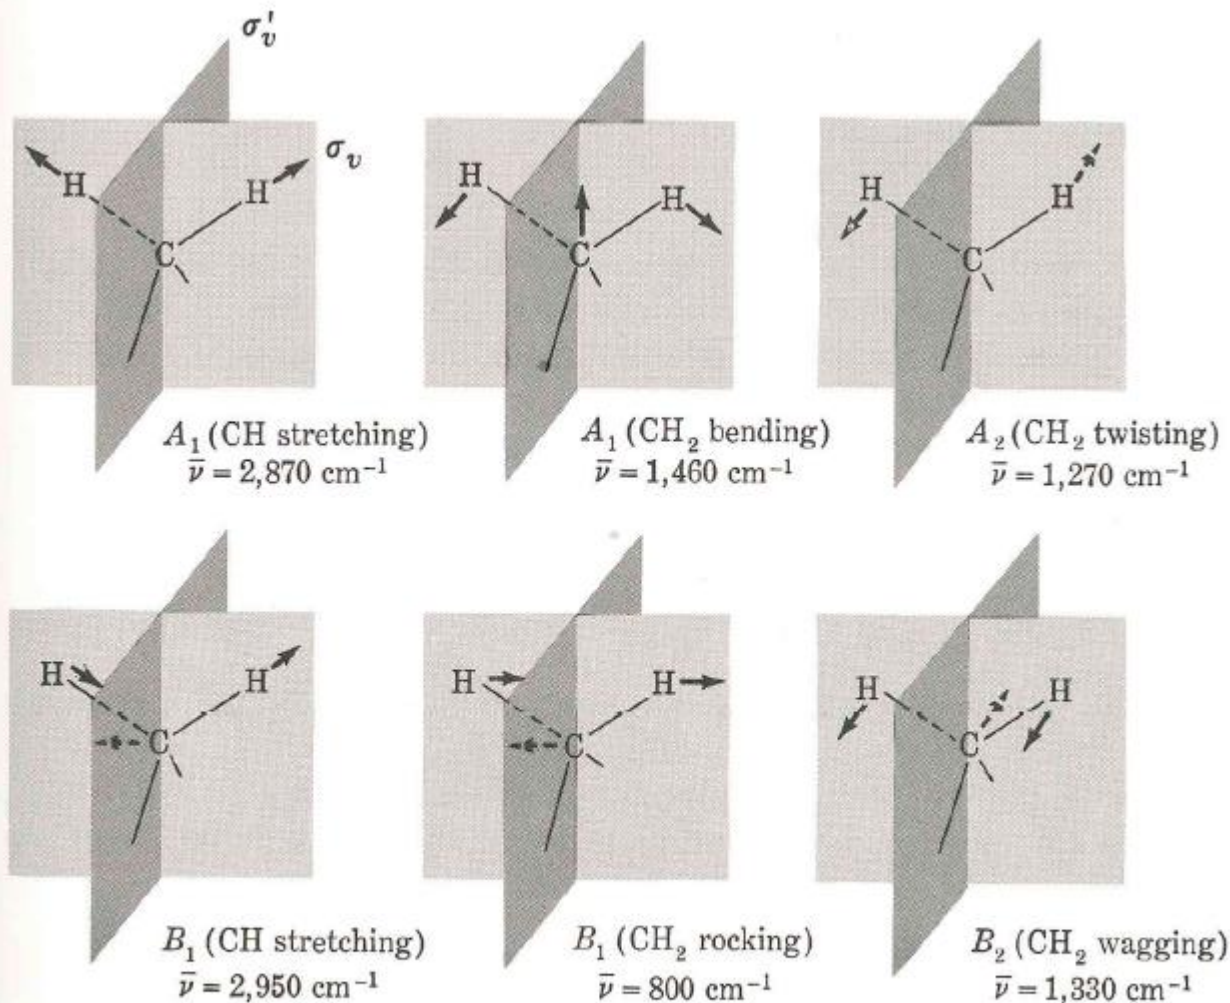 σ′v
σv
H
H
C
H
H
C
H
H
C
A₁ (CH stretching)
ν̄ = 2,870 cm⁻¹
A₁ (CH₂ bending)
ν̄ = 1,460 cm⁻¹
A₂ (CH₂ twisting)
ν̄ = 1,270 cm⁻¹
H
H
C
H
H
C
H
H
C
B₁ (CH stretching)
ν̄ = 2,950 cm⁻¹
B₁ (CH₂ rocking)
ν̄ = 800 cm⁻¹
B₂ (CH₂ wagging)
ν̄ = 1,330 cm⁻¹